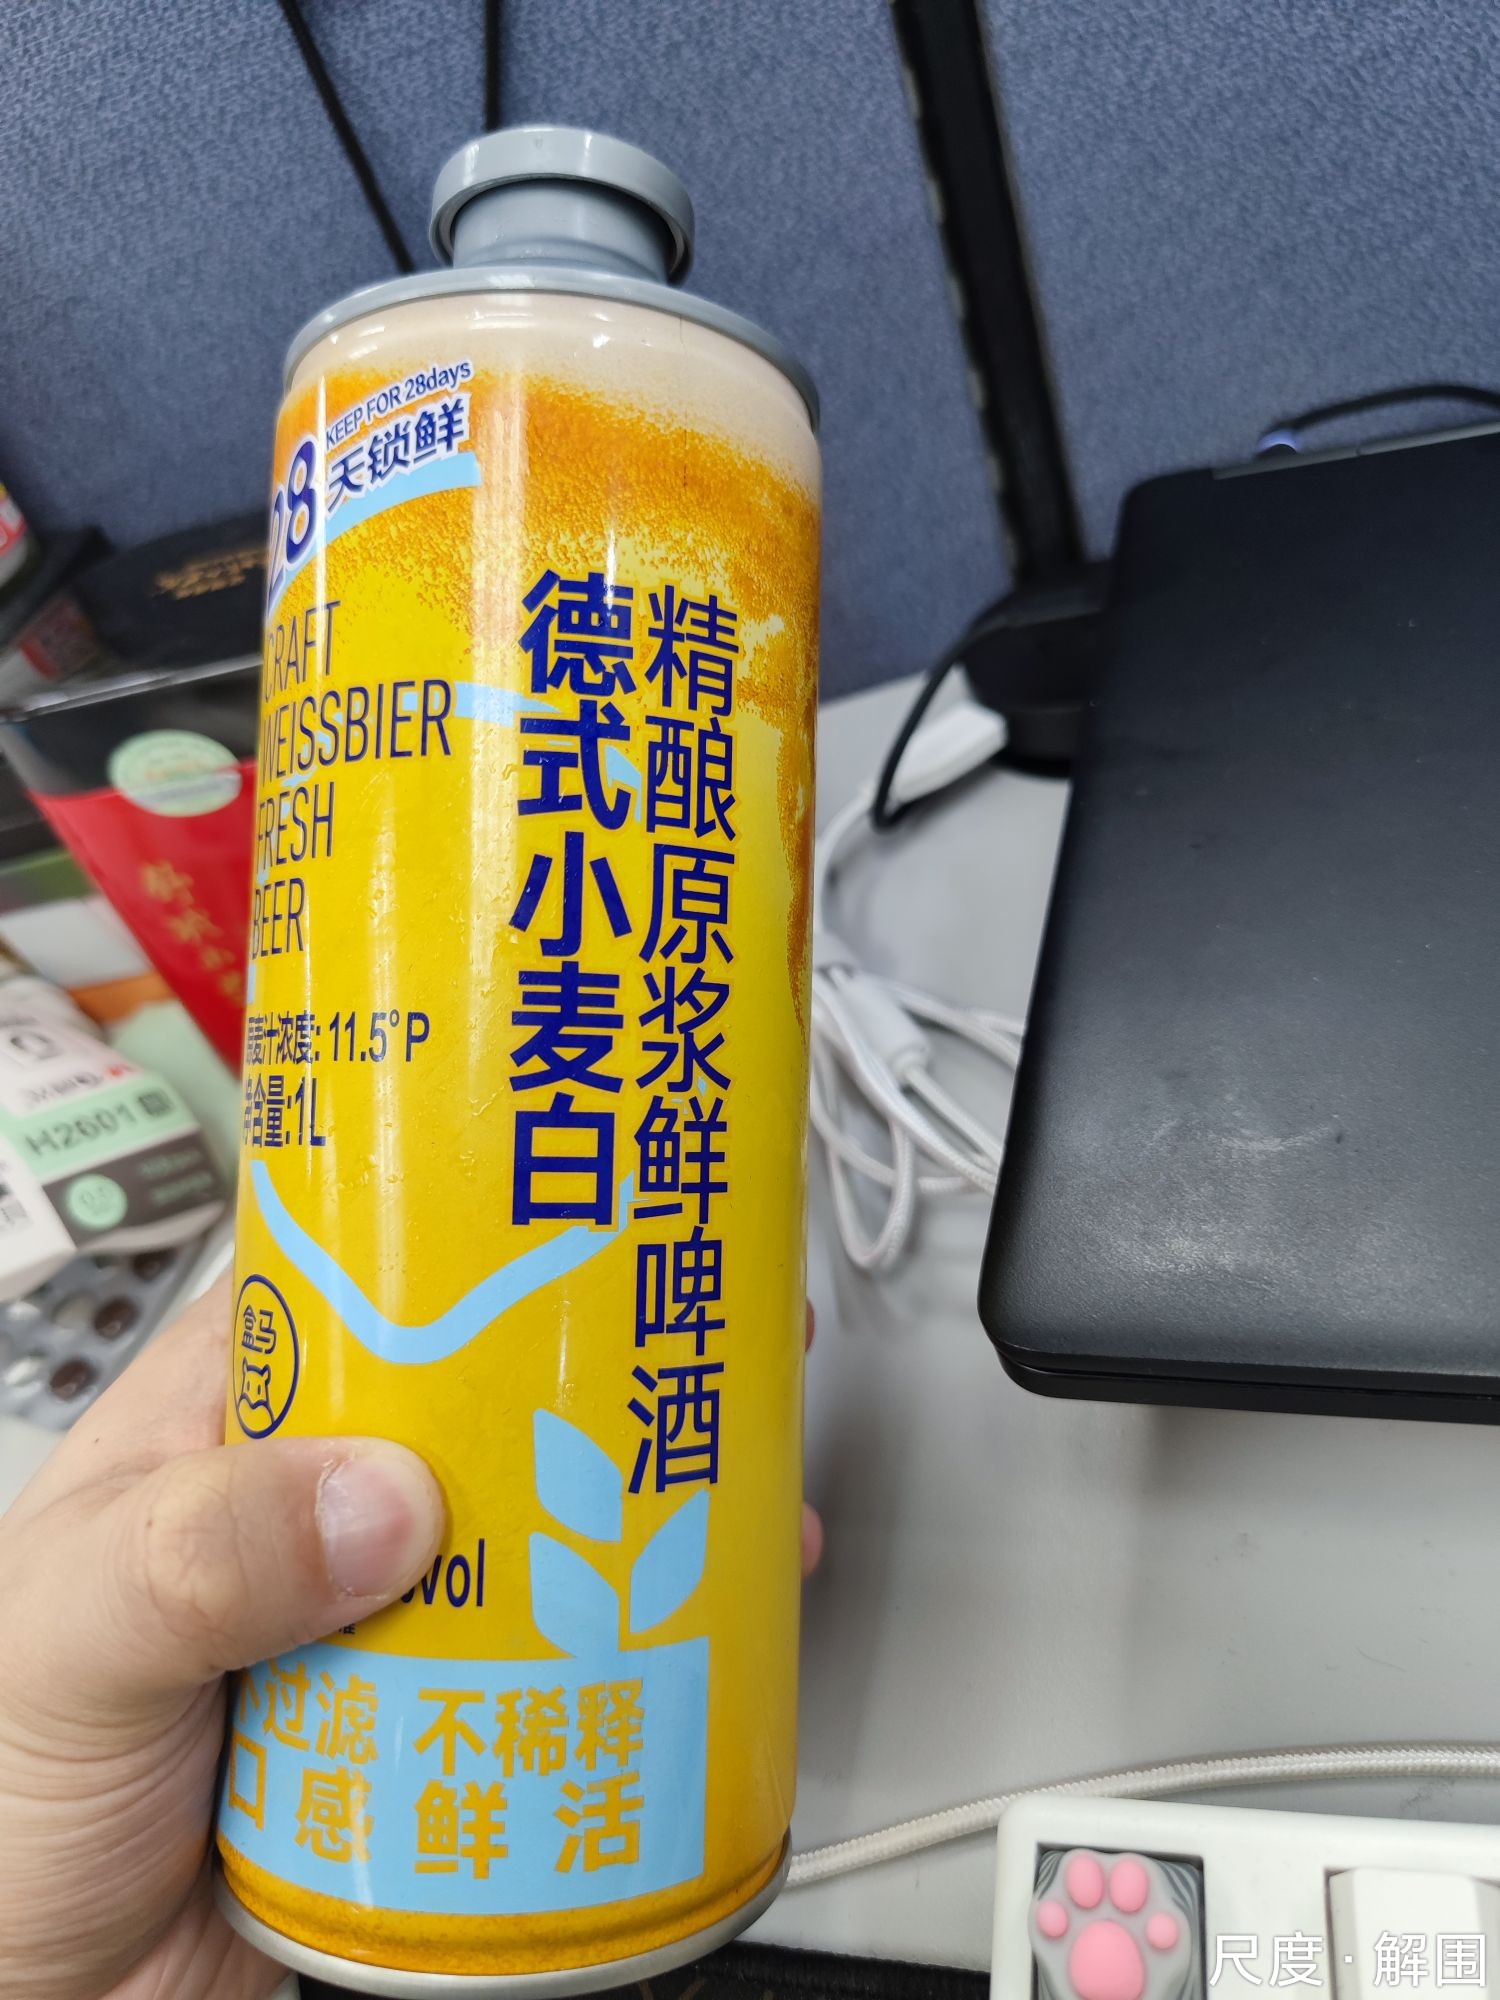 KEEP FOR 28days
28
天锁鲜
CRAFT
WEISSBIER
FRESH
BEER
精酿原浆鲜啤酒
德式小麦白
原麦汁浓度: 11.5°P
净含量:1L
盒马
vol
不过滤 不稀释
口感鲜活
H2601
尺度·解围